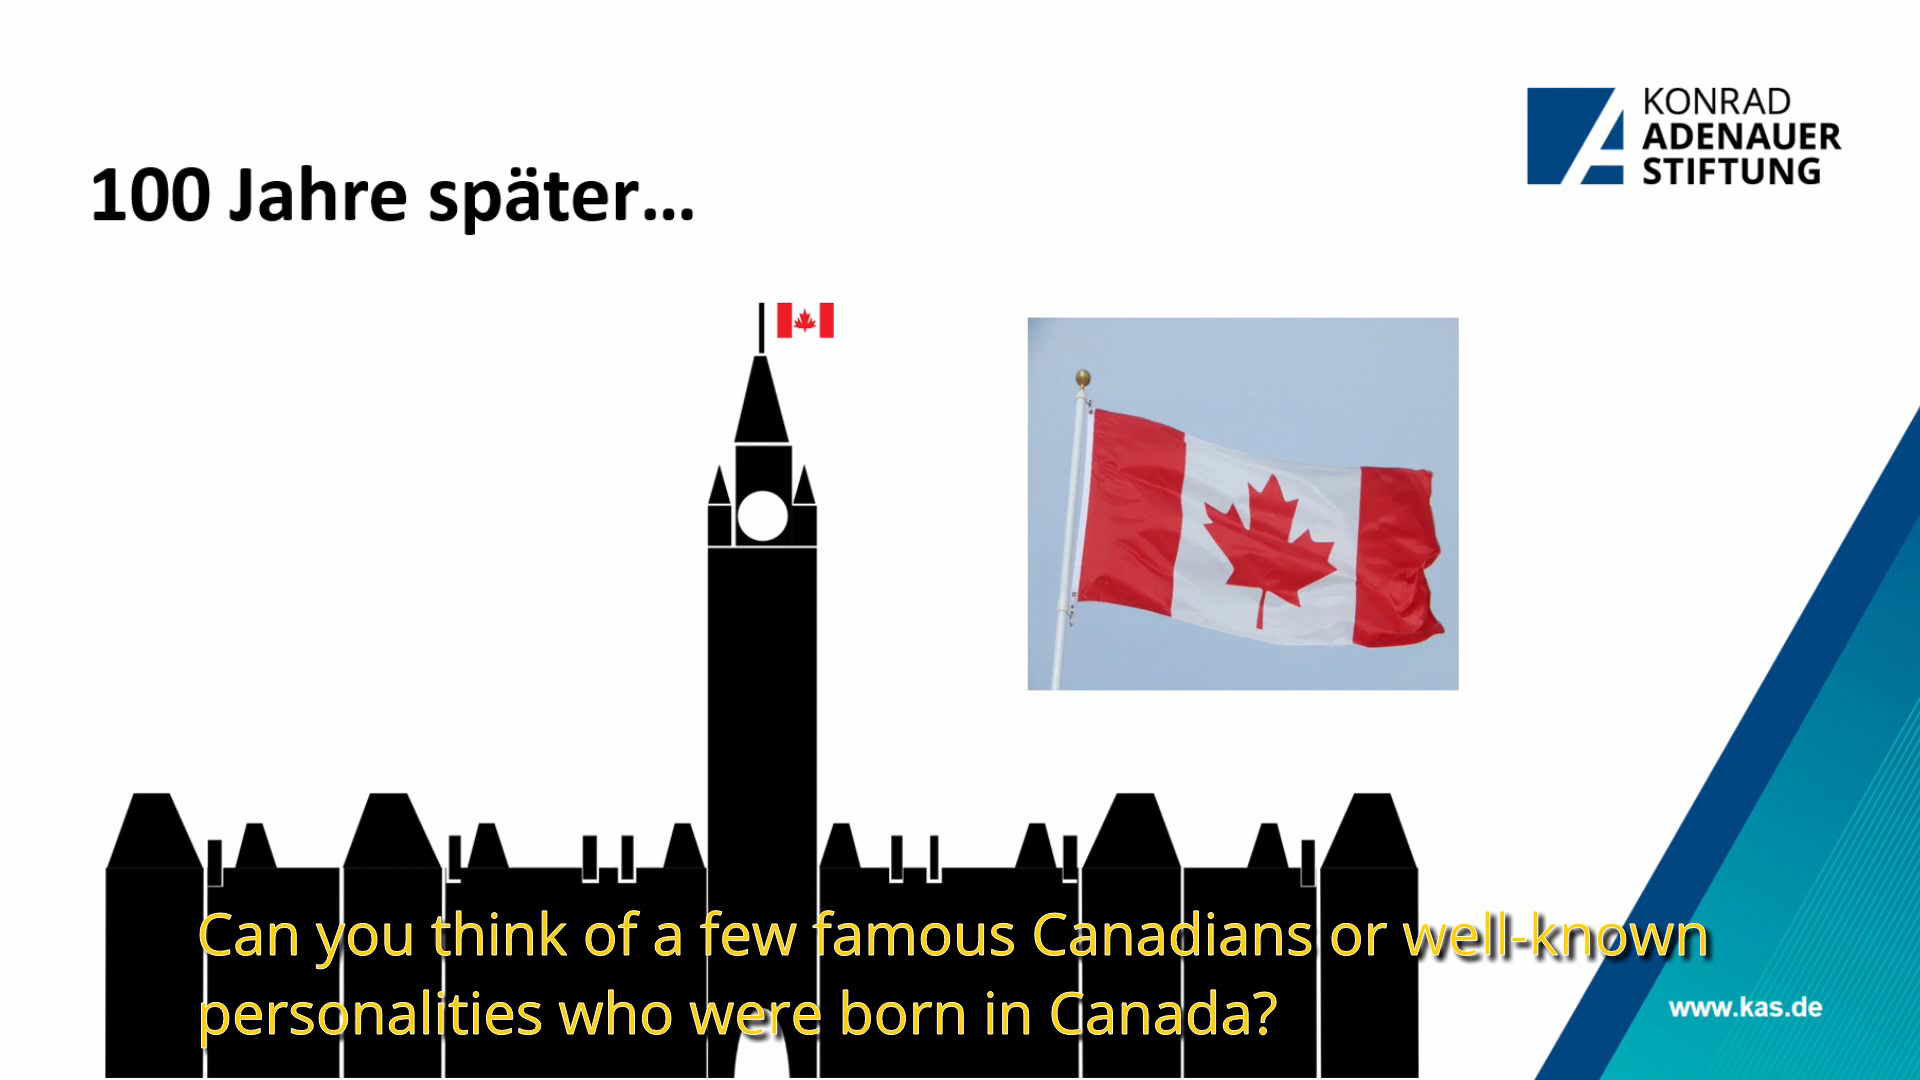 KONRAD
ADENAUER
STIFTUNG
100 Jahre später...
Can you think of a few famous Canadians or well-known
personalities who were born in Canada?
www.kas.de